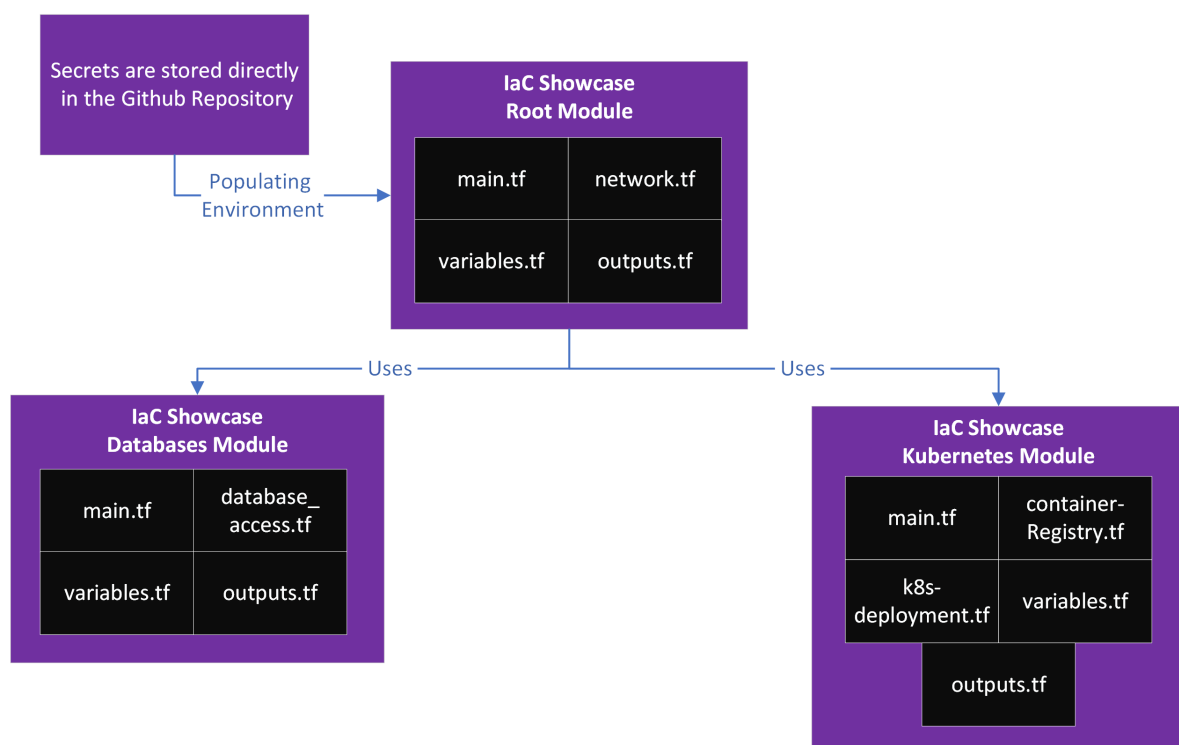 Secrets are stored directly
in the Github Repository
Populating
Environment
IaC Showcase
Root Module
main.tf
network.tf
variables.tf
outputs.tf
Uses
Uses
IaC Showcase
Databases Module
main.tf
database_
access.tf
variables.tf
outputs.tf
IaC Showcase
Kubernetes Module
main.tf
container-
Registry.tf
k8s-
deployment.tf
variables.tf
outputs.tf